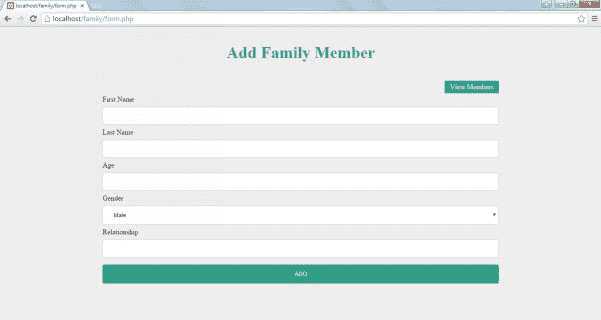 localhost/family/form.php
localhost/family/form.php
Add Family Member
View Members
First Name
Last Name
Age
Gender
Male
Relationship
ADD